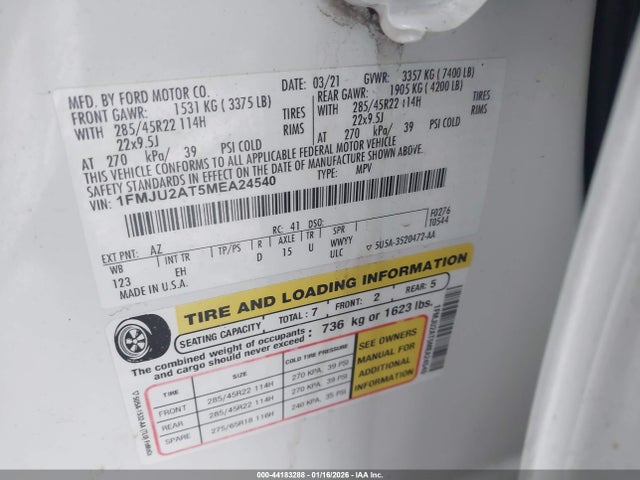 MFD. BY FORD MOTOR CO.
DATE: 03/21 GVWR: 3357 KG (7400 LB)
FRONT GAWR: 1531 KG (3375 LB) REAR GAWR: 1905 KG (4200 LB)
WITH 285/45R22 114H TIRES 285/45R22 114H TIRES
22x9.5J RIMS 22x9.5J RIMS
AT 270 kPa/ 39 PSI COLD AT 270 kPa/ 39 PSI COLD
THIS VEHICLE CONFORMS TO ALL APPLICABLE FEDERAL MOTOR VEHICLE
SAFETY STANDARDS IN EFFECT ON THE DATE OF MANUFACTURE SHOWN ABOVE.
VIN: 1FMJU2AT5MEA24540 TYPE: MPV
F0276
T0544
EXT PNT: AZ RC: 41 DSO:
WB INT TR TP/PS R AXLE TR SPR
123 EH D 15 U WWYY
MADE IN U.S.A. ULC 5U5A-3520472-AA
TIRE AND LOADING INFORMATION
SEATING CAPACITY TOTAL: 7 FRONT: 2 REAR: 5
The combined weight of occupants and cargo should never exceed: 736 kg or 1623 lbs.
TIRE SIZE COLD TIRE PRESSURE
FRONT 285/45R22 114H 270 KPA, 39 PSI
REAR 285/45R22 114H 270 KPA, 39 PSI
SPARE 275/65R18 116H 240 KPA, 35 PSI
SEE OWNERS
MANUAL FOR
ADDITIONAL
INFORMATION
1FMJU2AT5MEA24540
000-44183288 - 01/16/2026 - IAA Holdings, LLC